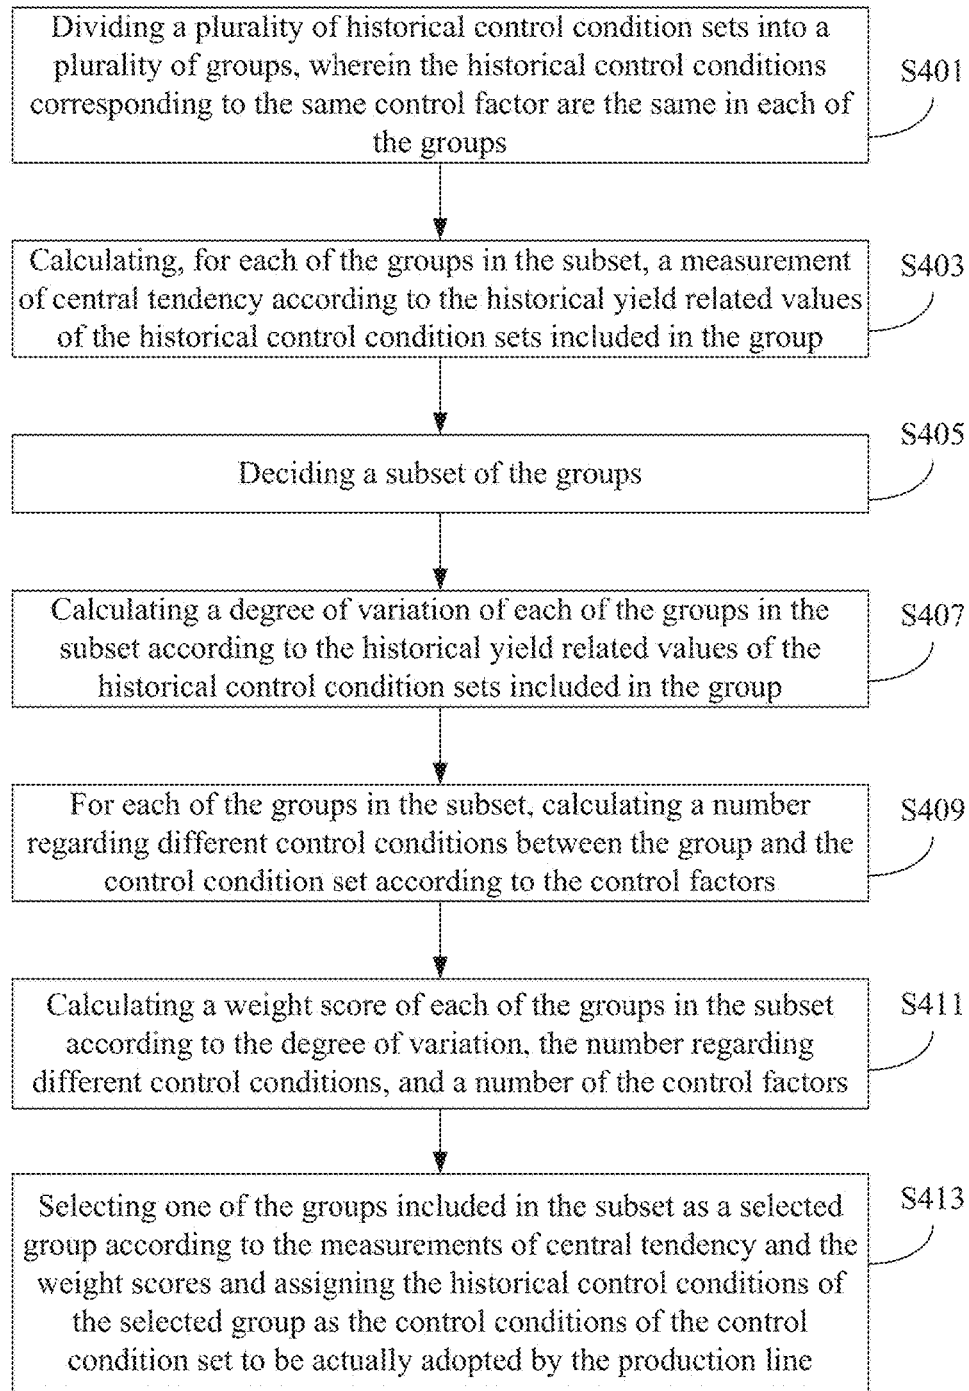 Dividing a plurality of historical control condition sets into a
plurality of groups, wherein the historical control conditions
corresponding to the same control factor are the same in each of
the groups
S401
Calculating, for each of the groups in the subset, a measurement
of central tendency according to the historical yield related values
of the historical control condition sets included in the group
S403
Deciding a subset of the groups
S405
Calculating a degree of variation of each of the groups in the
subset according to the historical yield related values of the
historical control condition sets included in the group
S407
For each of the groups in the subset, calculating a number
regarding different control conditions between the group and the
control condition set according to the control factors
S409
Calculating a weight score of each of the groups in the subset
according to the degree of variation, the number regarding
different control conditions, and a number of the control factors
S411
Selecting one of the groups included in the subset as a selected
group according to the measurements of central tendency and the
weight scores and assigning the historical control conditions of
the selected group as the control conditions of the control
condition set to be actually adopted by the production line
S413